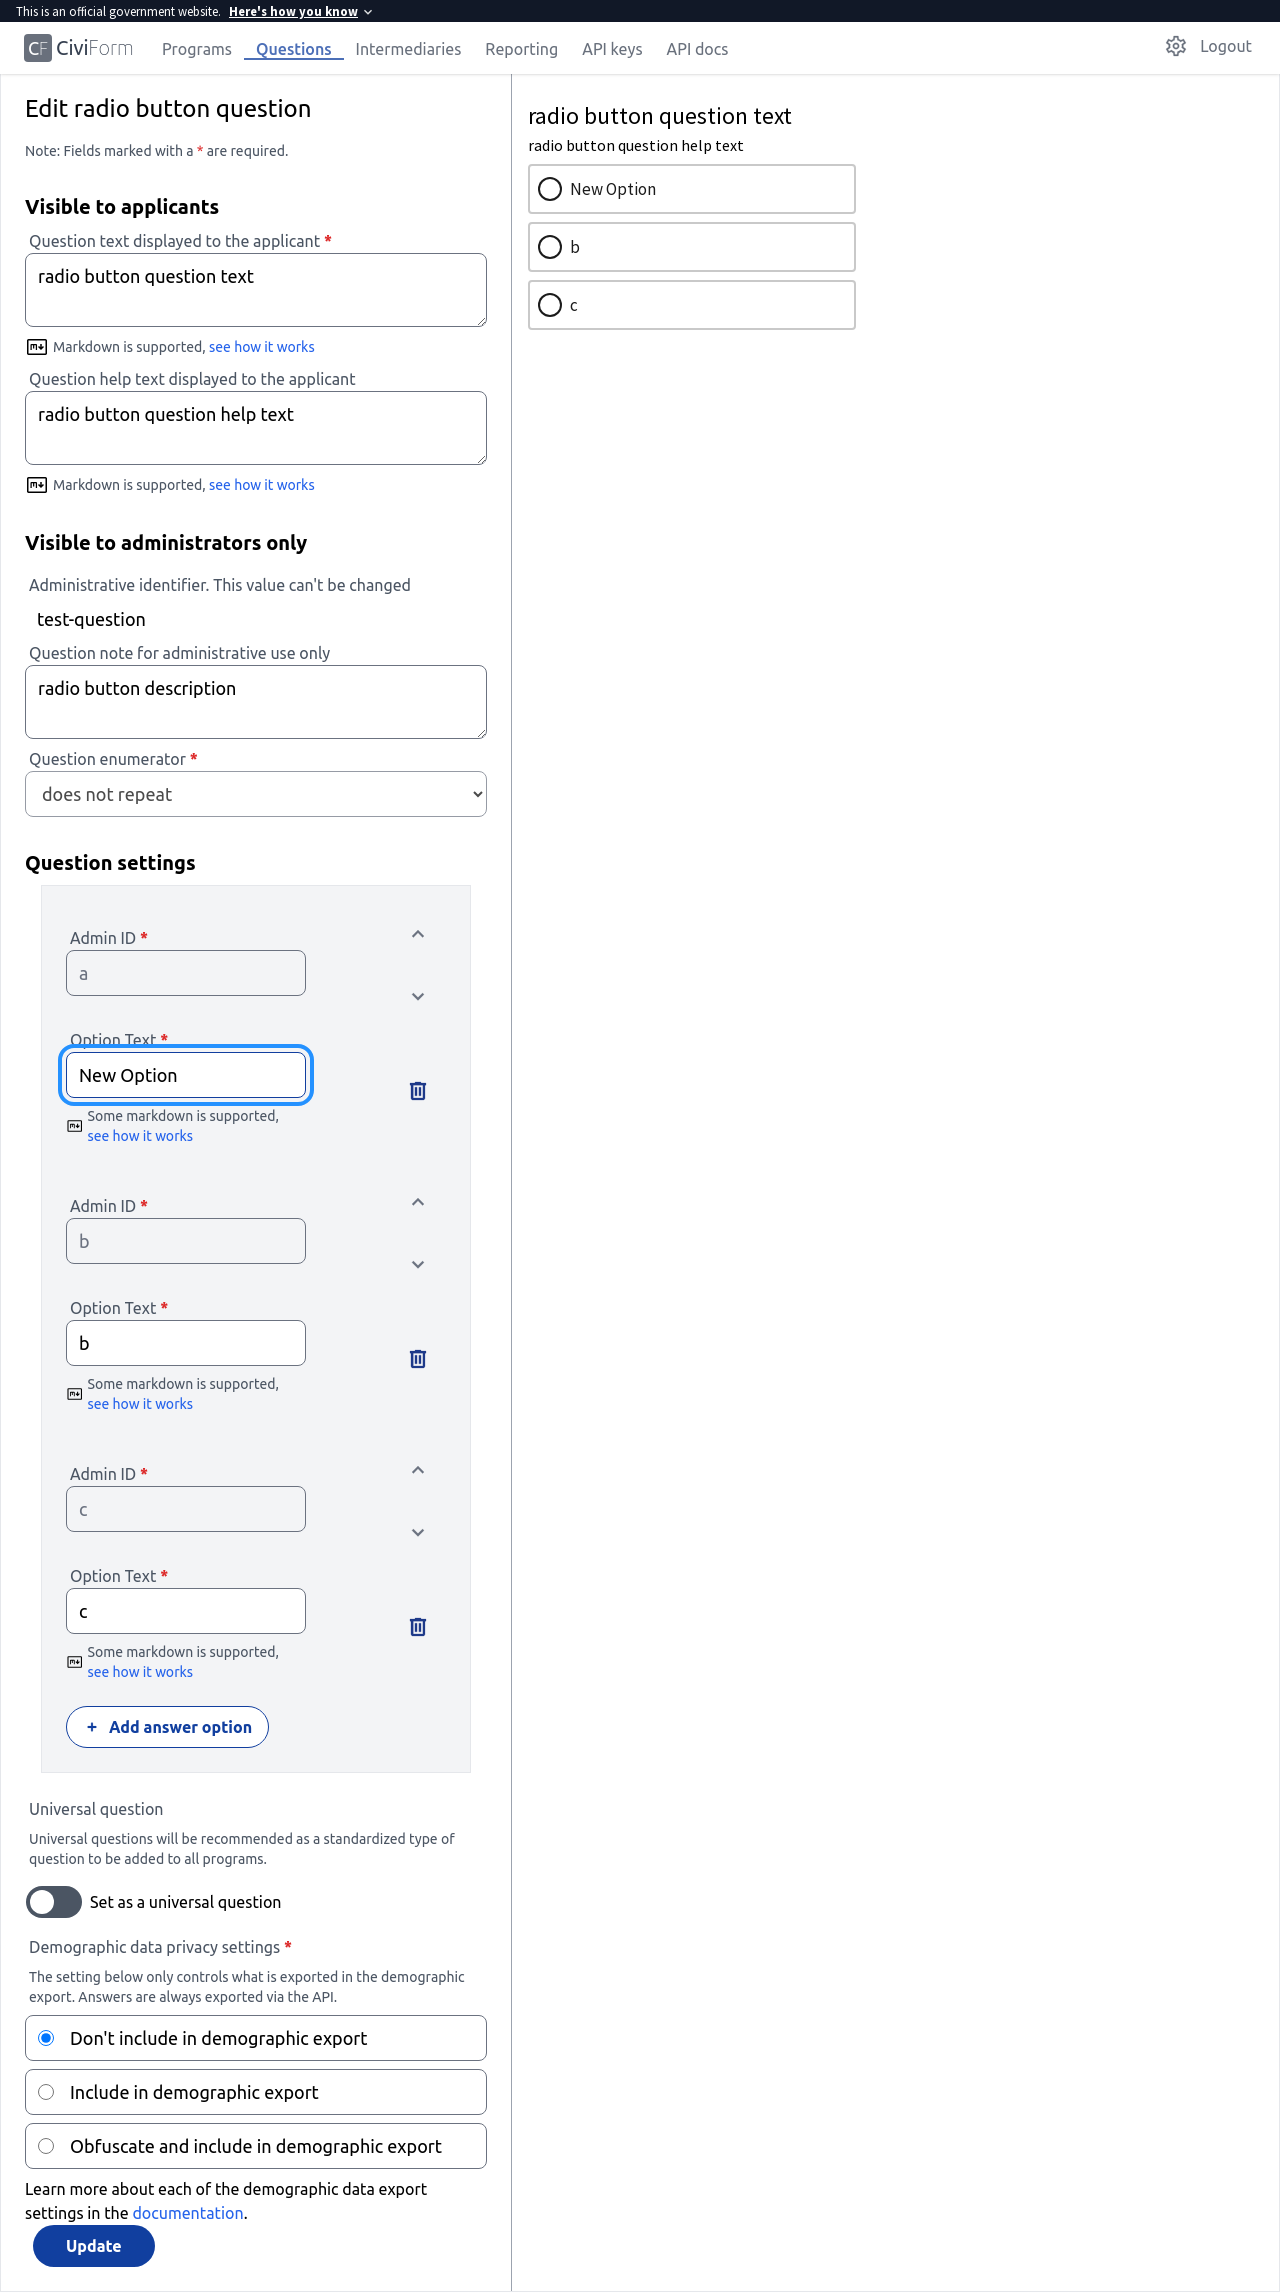 This is an official government website. Here's how you know
CF CiviForm Programs Questions Intermediaries Reporting API keys API docs Logout
Edit radio button question
Note: Fields marked with a * are required.
Visible to applicants
Question text displayed to the applicant *
radio button question text
Markdown is supported, see how it works
Question help text displayed to the applicant
radio button question help text
Markdown is supported, see how it works
Visible to administrators only
Administrative identifier. This value can't be changed
test-question
Question note for administrative use only
radio button description
Question enumerator *
does not repeat
Question settings
Admin ID *
a
Option Text *
New Option
Some markdown is supported,
see how it works
Admin ID *
b
Option Text *
b
Some markdown is supported,
see how it works
Admin ID *
c
Option Text *
c
Some markdown is supported,
see how it works
+ Add answer option
Universal question
Universal questions will be recommended as a standardized type of
question to be added to all programs.
Set as a universal question
Demographic data privacy settings *
The setting below only controls what is exported in the demographic
export. Answers are always exported via the API.
Don't include in demographic export
Include in demographic export
Obfuscate and include in demographic export
Learn more about each of the demographic data export
settings in the documentation.
Update
radio button question text
radio button question help text
New Option
b
c